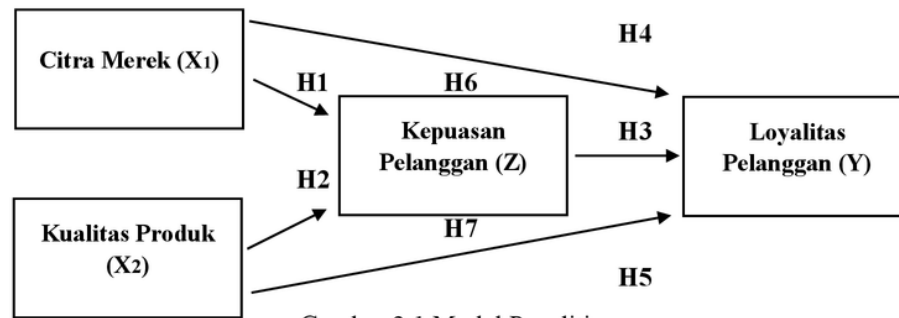 Citra Merek (X1)
H4
H1
H6
Kepuasan
Pelanggan (Z)
H3
Loyalitas
Pelanggan (Y)
H2
Kualitas Produk
(X2)
H7
H5